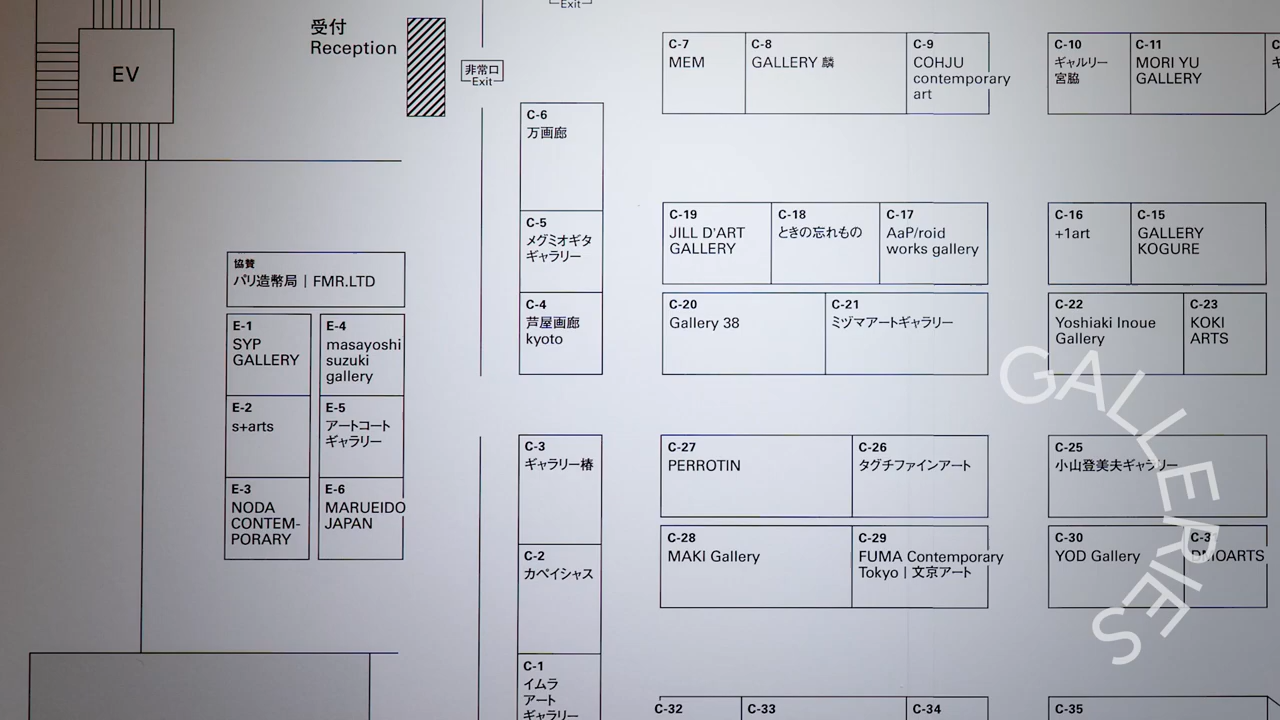 Exit
EV
受付
Reception
非常口
Exit
C-7
MEM
C-8
GALLERY 麟
C-9
COHJU
contemporary
art
C-10
ギャルリー
宮脇
C-11
MORI YU
GALLERY
C-6
万画廊
C-5
メグミオギタ
ギャラリー
C-4
芦屋画廊
kyoto
C-19
JILL D'ART
GALLERY
C-18
ときの忘れもの
C-17
AaP/roid
works gallery
C-16
+1art
C-15
GALLERY
KOGURE
C-20
Gallery 38
C-21
ミヅマアートギャラリー
C-22
Yoshiaki Inoue
Gallery
C-23
KOKI
ARTS
協賛
パリ造幣局 | FMR.LTD
E-1
SYP
GALLERY
E-4
masayoshi
suzuki
gallery
E-2
s+arts
E-5
アートコート
ギャラリー
E-3
NODA
CONTEM-
PORARY
E-6
MARUEIDO
JAPAN
C-3
ギャラリー椿
C-2
カペイシャス
C-1
イムラ
アート
ギャラリー
C-27
PERROTIN
C-26
タグチファインアート
C-25
小山登美夫ギャラリー
C-28
MAKI Gallery
C-29
FUMA Contemporary
Tokyo | 文京アート
C-30
YOD Gallery
C-31
DMOARTS
C-32
C-33
C-34
C-35
GALLERIES